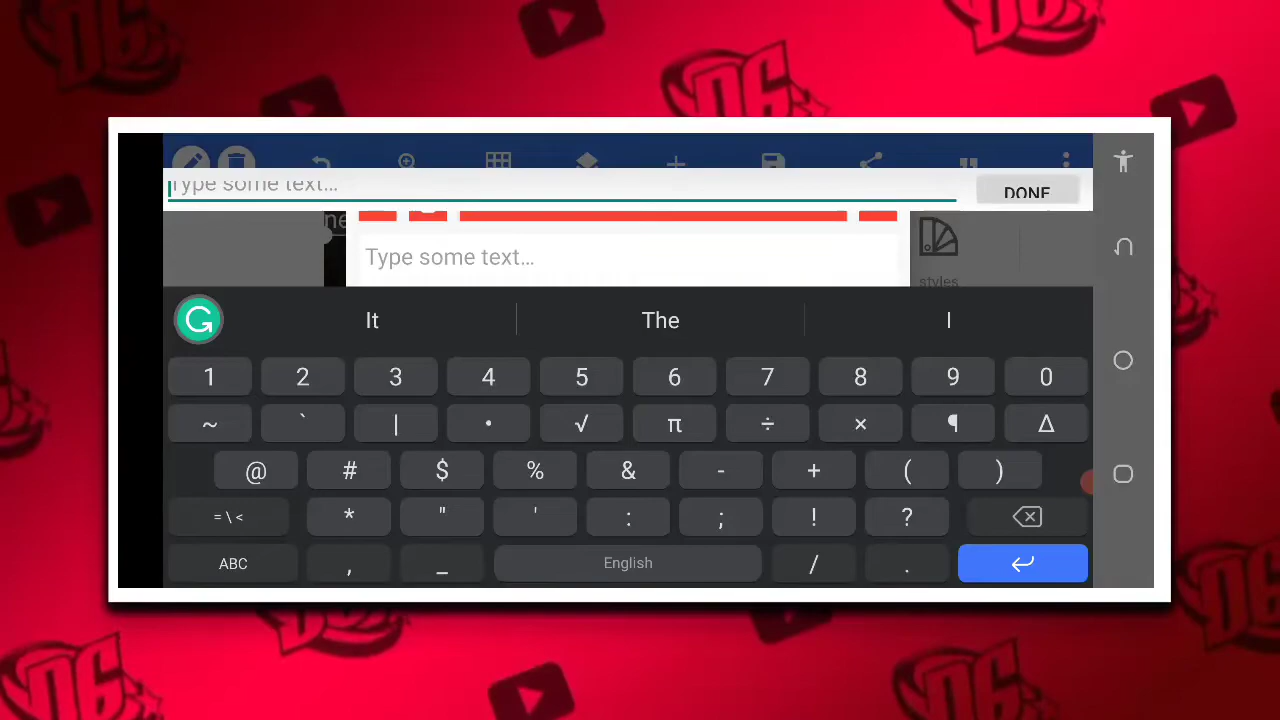 Type some text...
DONE
ne
Type some text...
styles
It The I
1 2 3 4 5 6 7 8 9 0
~ ` | • √ π ÷ × ¶ Δ
@ # $ % & - + ( )
= \ < * " ' : ; ! ?
ABC , _ English / .